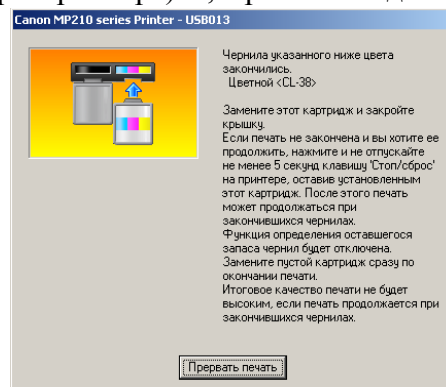 Canon MP210 series Printer - USB013
Чернила указанного ниже цвета
закончились.
Цветной <CL-38>
Замените этот картридж и закройте
крышку.
Если печать не закончена и вы хотите ее
продолжить, нажмите и не отпускайте
не менее 5 секунд клавишу 'Стоп/сброс'
на принтере, оставив установленным
этот картридж. После этого печать
может продолжаться при
закончившихся чернилах.
Функция определения оставшегося
запаса чернил будет отключена.
Замените пустой картридж сразу по
окончании печати.
Итоговое качество печати не будет
высоким, если печать продолжается при
закончившихся чернилах.
Прервать печать